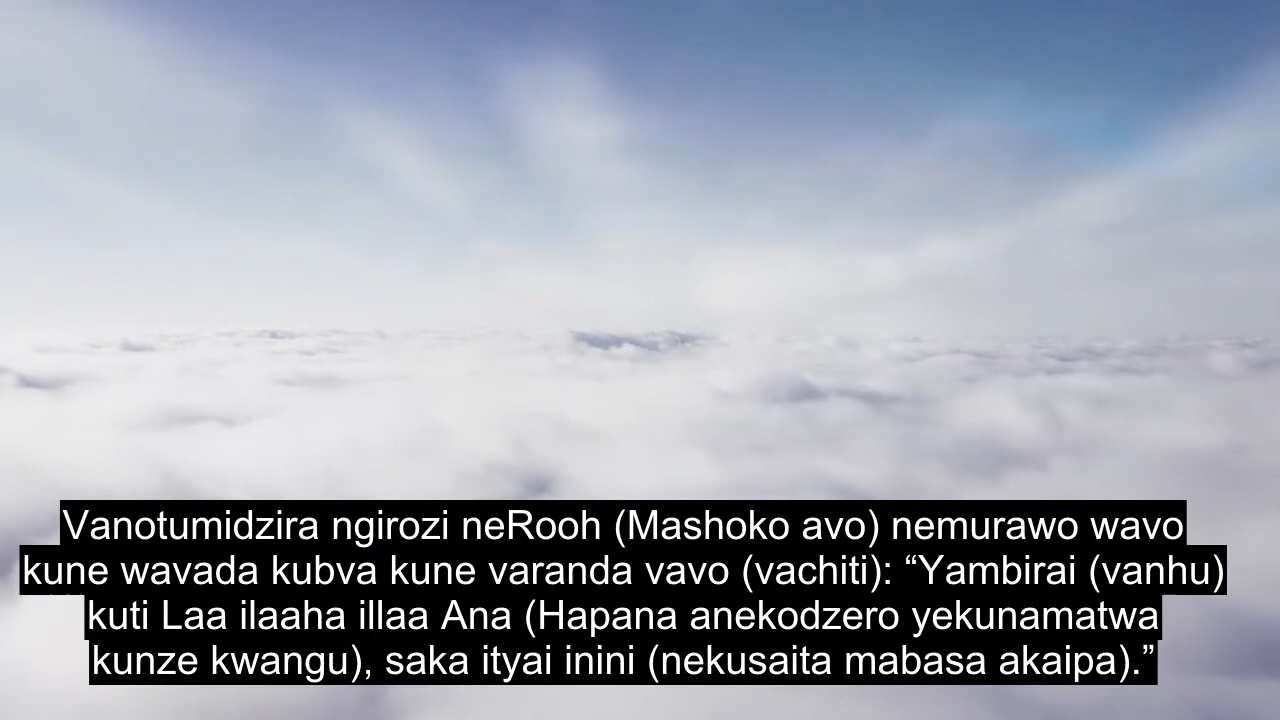 Vanotumidzira ngirozi neRooh (Mashoko avo) nemurawo wavo
kune wavada kubva kune varanda vavo (vachiti): “Yambirai (vanhu)
kuti Laa ilaaha illaa Ana (Hapana anekodzero yekunamatwa
kunze kwangu), saka ityai inini (nekusaita mabasa akaipa).”